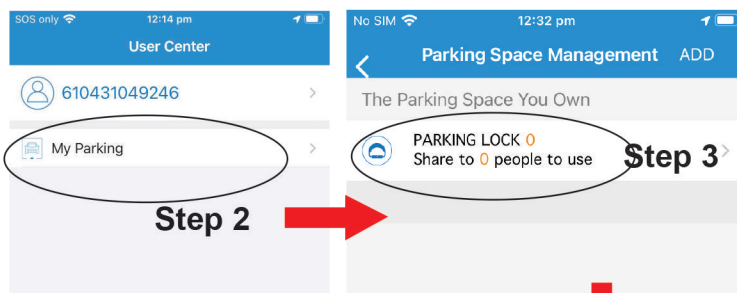 SOS only 12:14 pm
User Center
610431049246
My Parking
Step 2
No SIM 12:32 pm
Parking Space Management ADD
The Parking Space You Own
PARKING LOCK 0
Share to 0 people to use
Step 3